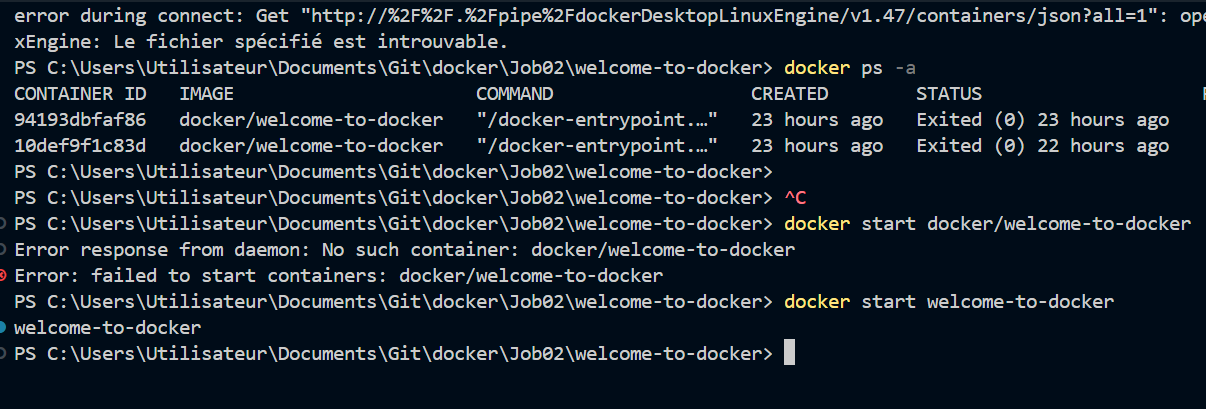 error during connect: Get "http://%2F%2F.%2Fpipe%2FdockerDesktopLinuxEngine/v1.47/containers/json?all=1": ope
xEngine: Le fichier spécifié est introuvable.
PS C:\Users\Utilisateur\Documents\Git\docker\Job02\welcome-to-docker> docker ps -a
CONTAINER ID IMAGE COMMAND CREATED STATUS
94193dbfaf86 docker/welcome-to-docker "/docker-entrypoint.…" 23 hours ago Exited (0) 23 hours ago
10def9f1c83d docker/welcome-to-docker "/docker-entrypoint.…" 23 hours ago Exited (0) 22 hours ago
PS C:\Users\Utilisateur\Documents\Git\docker\Job02\welcome-to-docker>
PS C:\Users\Utilisateur\Documents\Git\docker\Job02\welcome-to-docker> ^C
PS C:\Users\Utilisateur\Documents\Git\docker\Job02\welcome-to-docker> docker start docker/welcome-to-docker
Error response from daemon: No such container: docker/welcome-to-docker
Error: failed to start containers: docker/welcome-to-docker
PS C:\Users\Utilisateur\Documents\Git\docker\Job02\welcome-to-docker> docker start welcome-to-docker
welcome-to-docker
PS C:\Users\Utilisateur\Documents\Git\docker\Job02\welcome-to-docker>